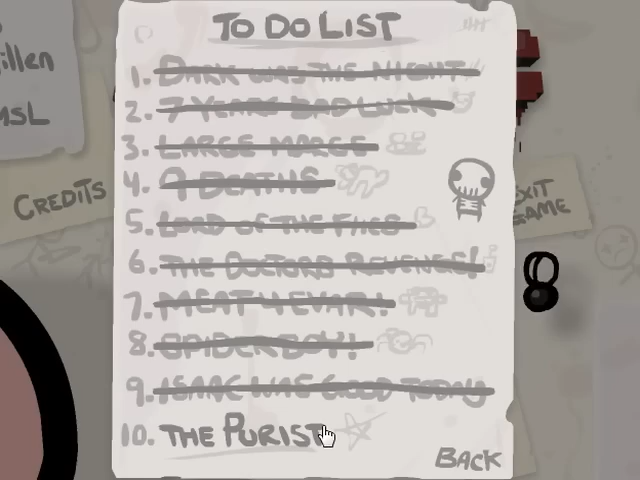 TO DO LIST
1. DARK WAS THE NIGHT
2. 7 YEARS BAD LUCK
3. LARGE MARGE
4. 9 DEATHS
5. LORD OF THE FLIES
6. THE DOCTORS REVENGE!
7. MEAT 4 EVAR!
8. SPIDER BOY!
9. ISAAC WAS GOOD TODAY
10. THE PURIST
BACK
illen
MSL
CREDITS
EXIT
GAME